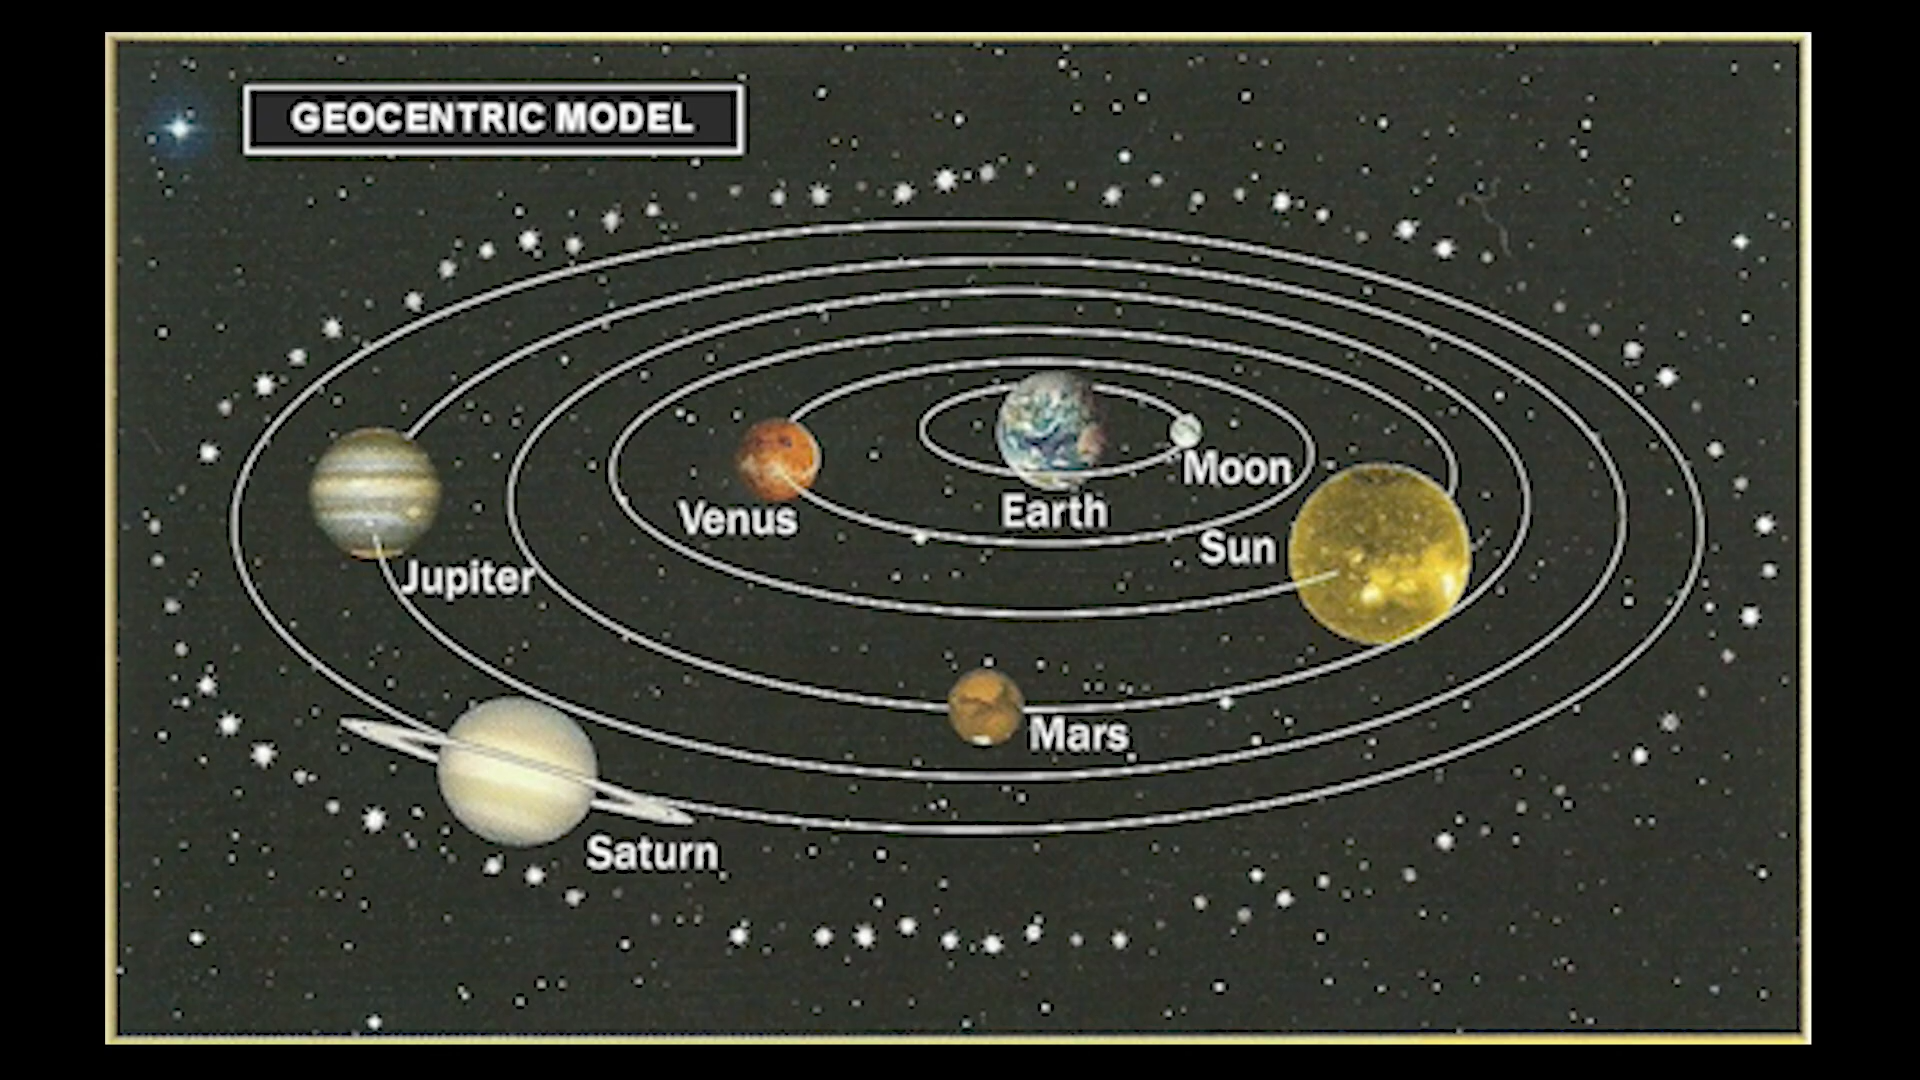 GEOCENTRIC MODEL
Moon
Earth
Venus
Sun
Jupiter
Mars
Saturn